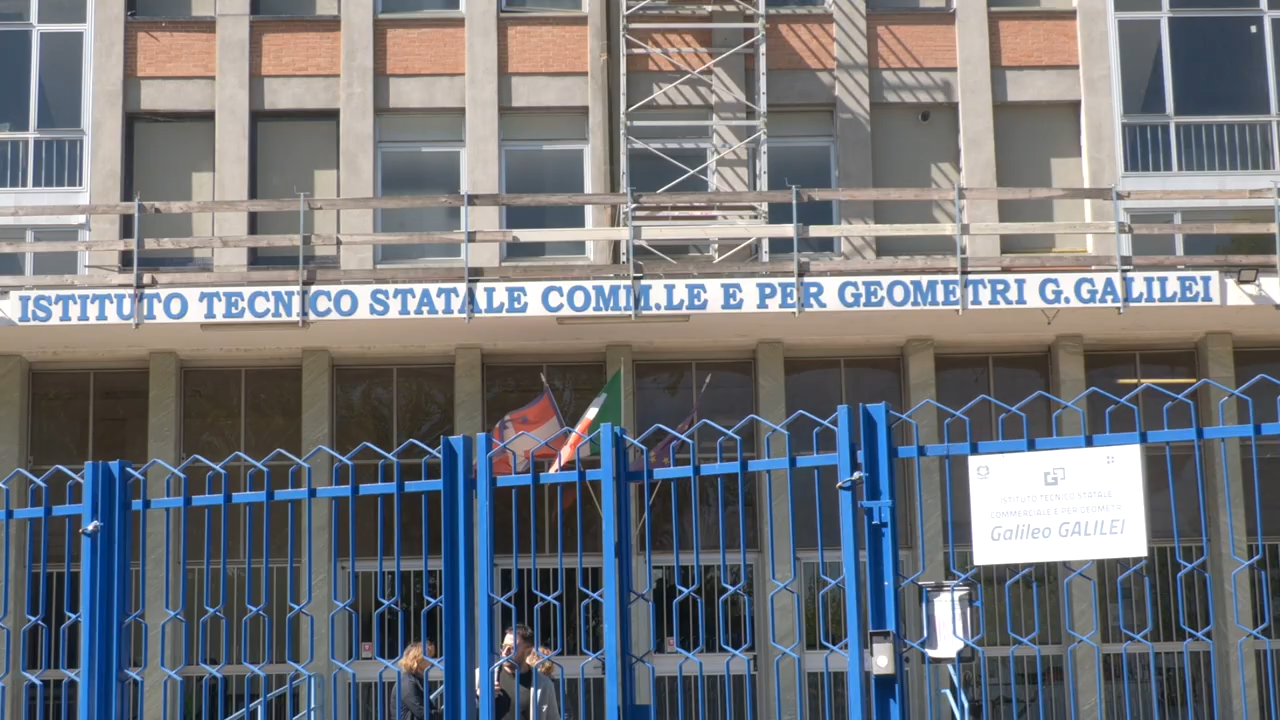 ISTITUTO TECNICO STATALE COMM.LE E PER GEOMETRI G.GALILEI
ISTITUTO TECNICO STATALE
COMMERCIALE E PER GEOMETRI
Galileo GALILEI